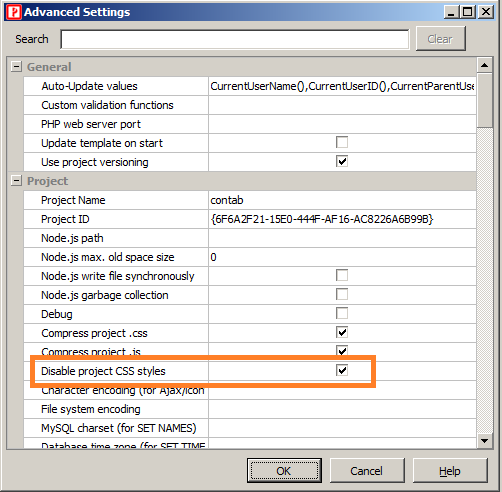 Advanced Settings
Search Clear
General
Auto-Update values CurrentUserName(),CurrentUserID(),CurrentParentUse
Custom validation functions
PHP web server port
Update template on start
Use project versioning
Project
Project Name contab
Project ID {6F6A2F21-15E0-444F-AF16-AC8226A6B99B}
Node.js path
Node.js max. old space size 0
Node.js write file synchronously
Node.js garbage collection
Debug
Compress project .css
Compress project .js
Disable project CSS styles
Character encoding (for Ajax/Icon
File system encoding
MySQL charset (for SET NAMES)
Database time zone (for SET TIME
OK Cancel Help